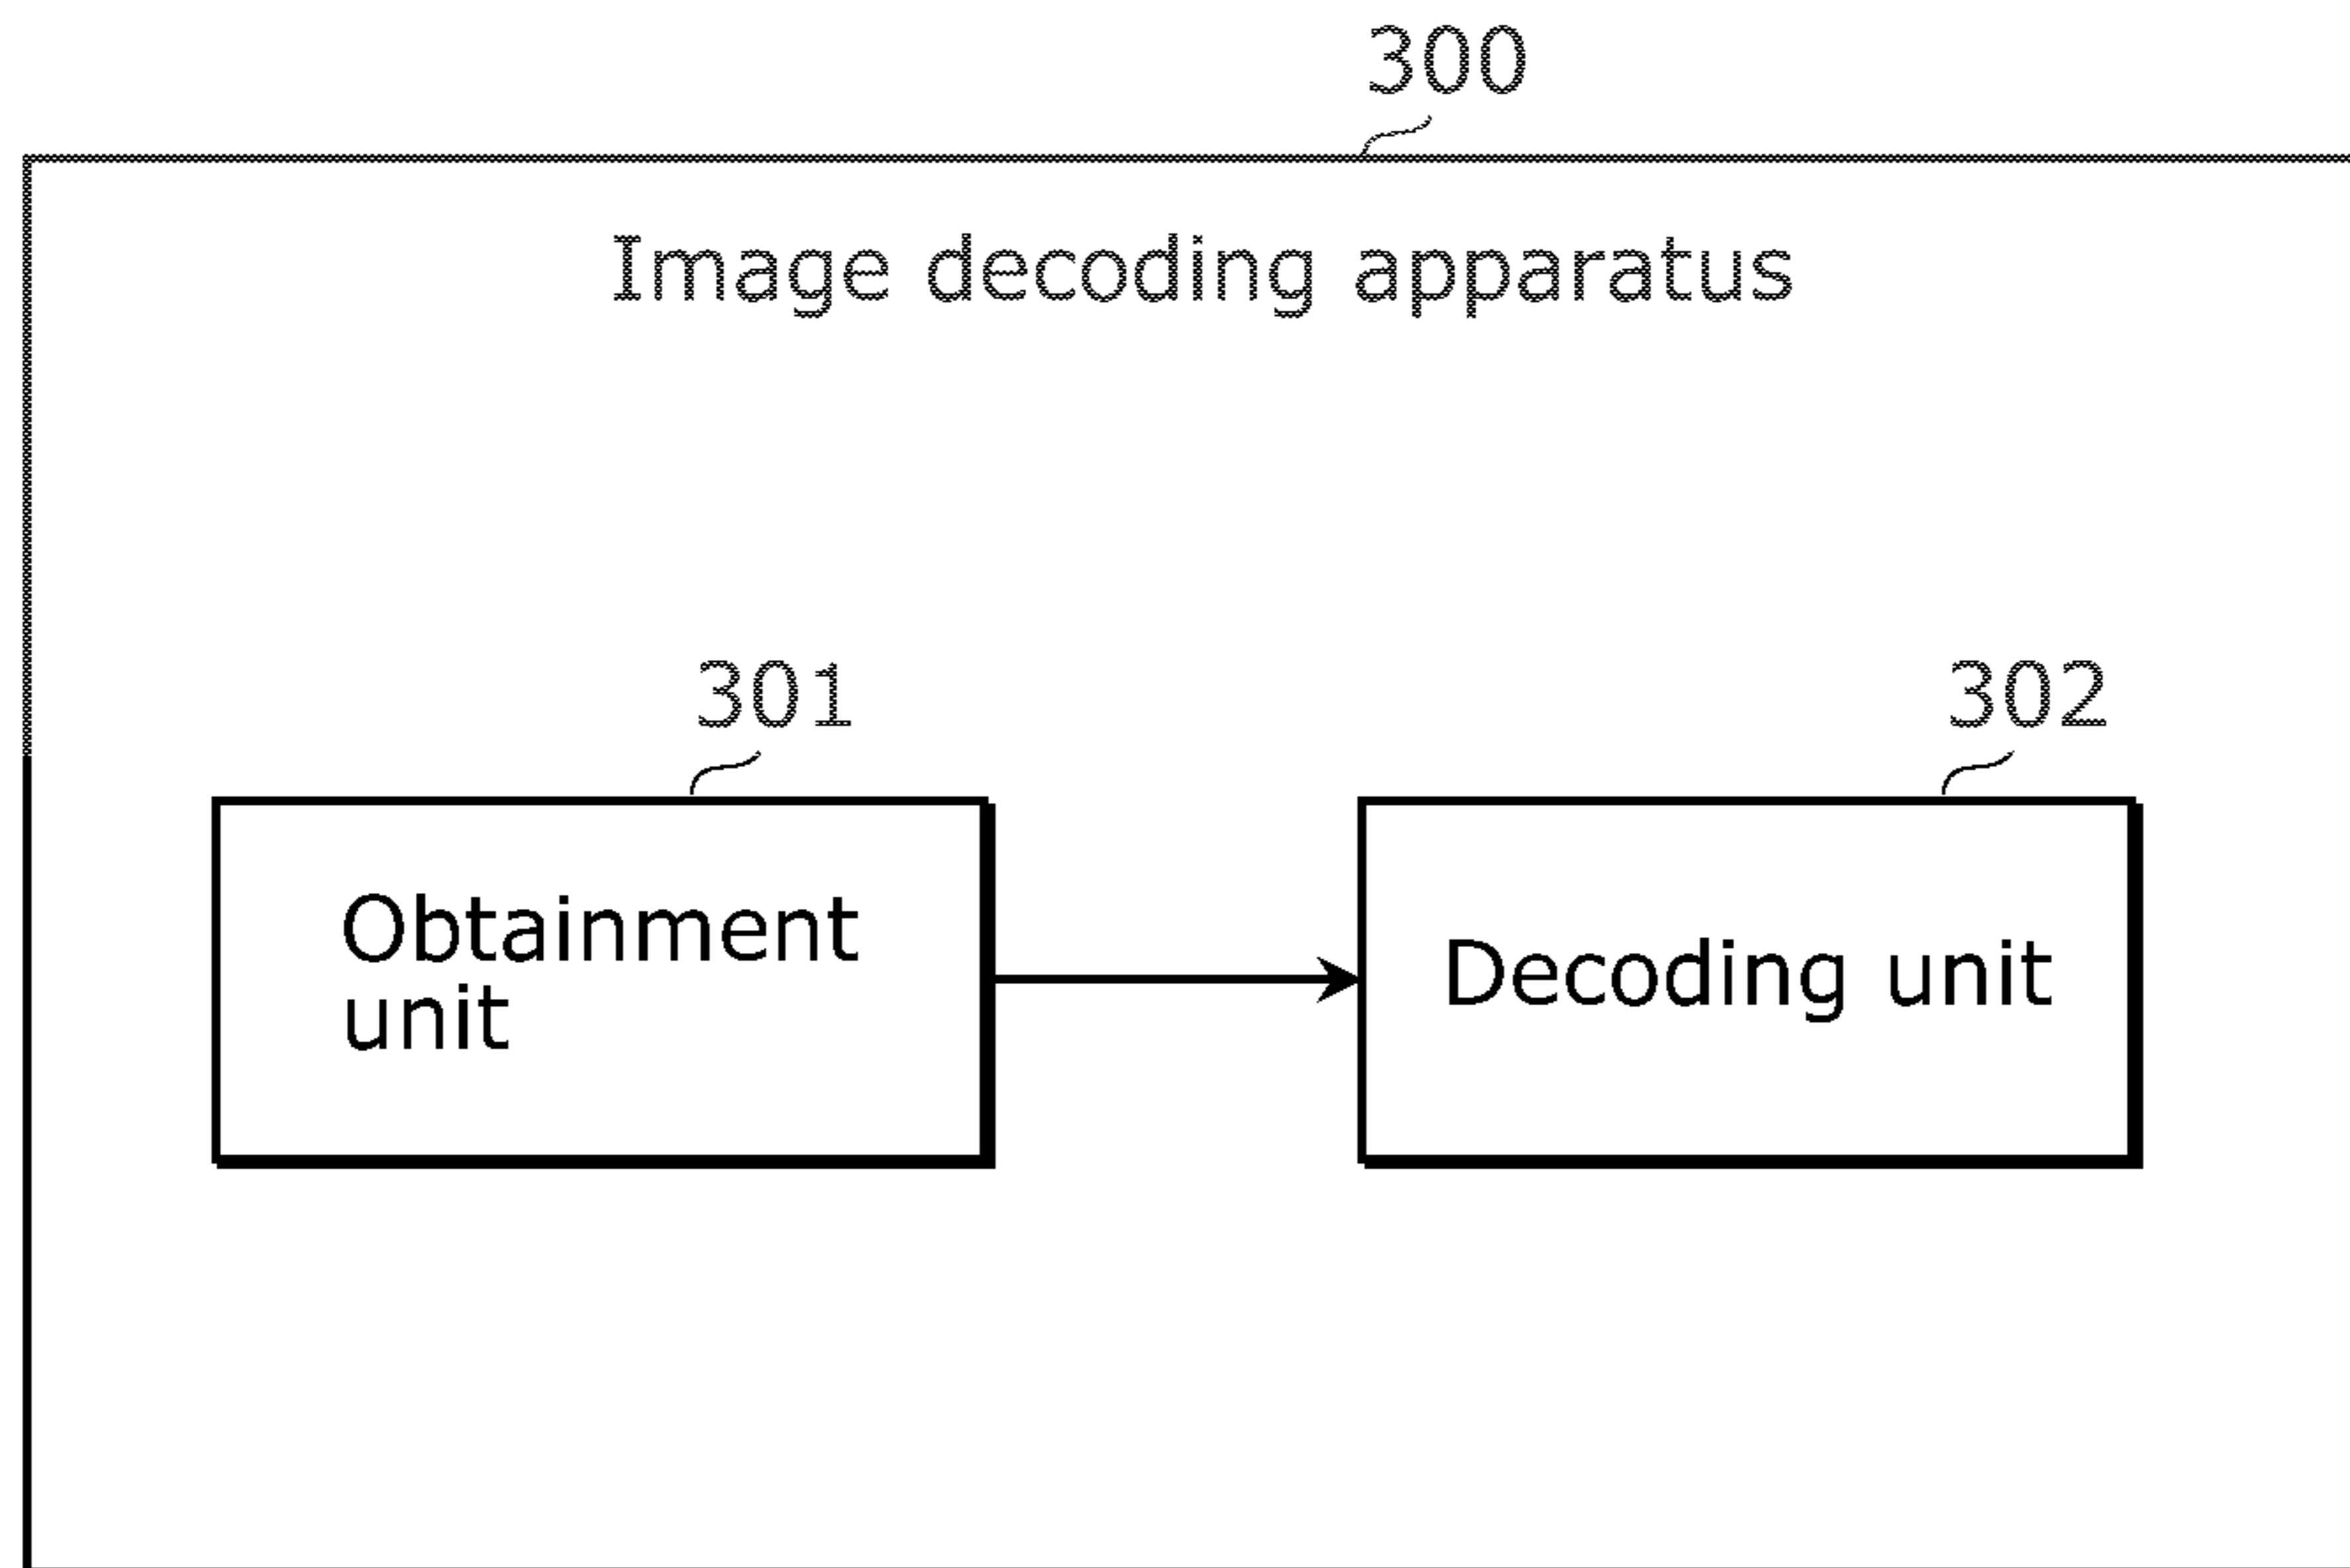 300
Image decoding apparatus
301
302
Obtainment
unit
Decoding unit